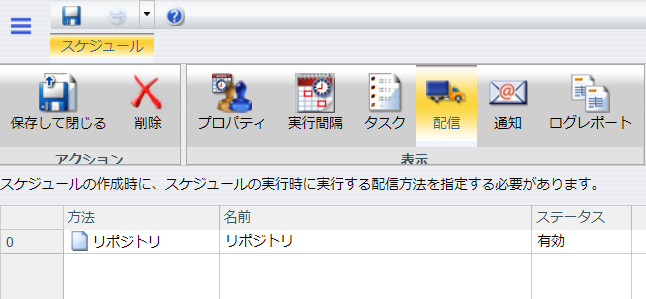 スケジュール
保存して閉じる 削除 プロパティ 実行間隔 タスク 配信 通知 ログレポート
アクション 表示
スケジュールの作成時に、スケジュールの実行時に実行する配信方法を指定する必要があります。
方法 名前 ステータス
0 リポジトリ リポジトリ 有効